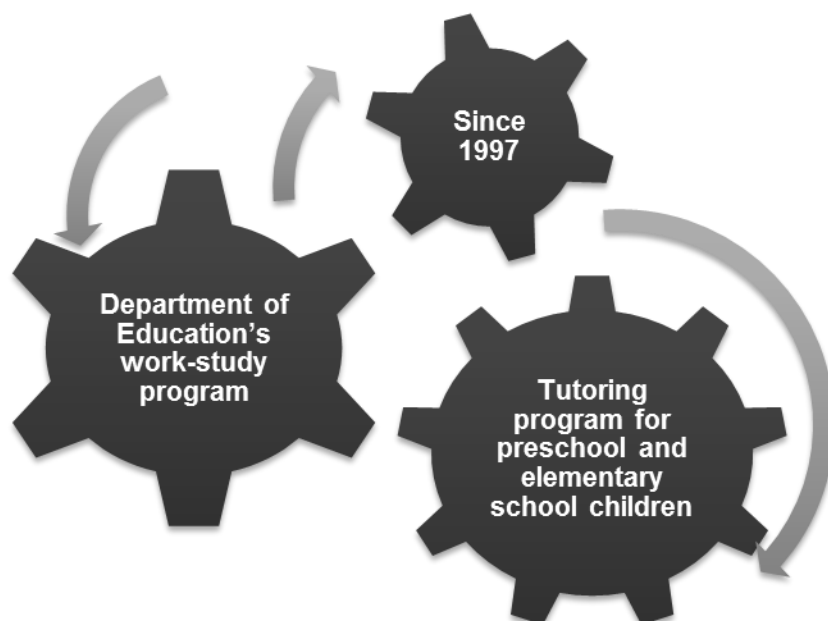 Since
1997
Department of
Education’s
work-study
program
Tutoring
program for
preschool and
elementary
school children